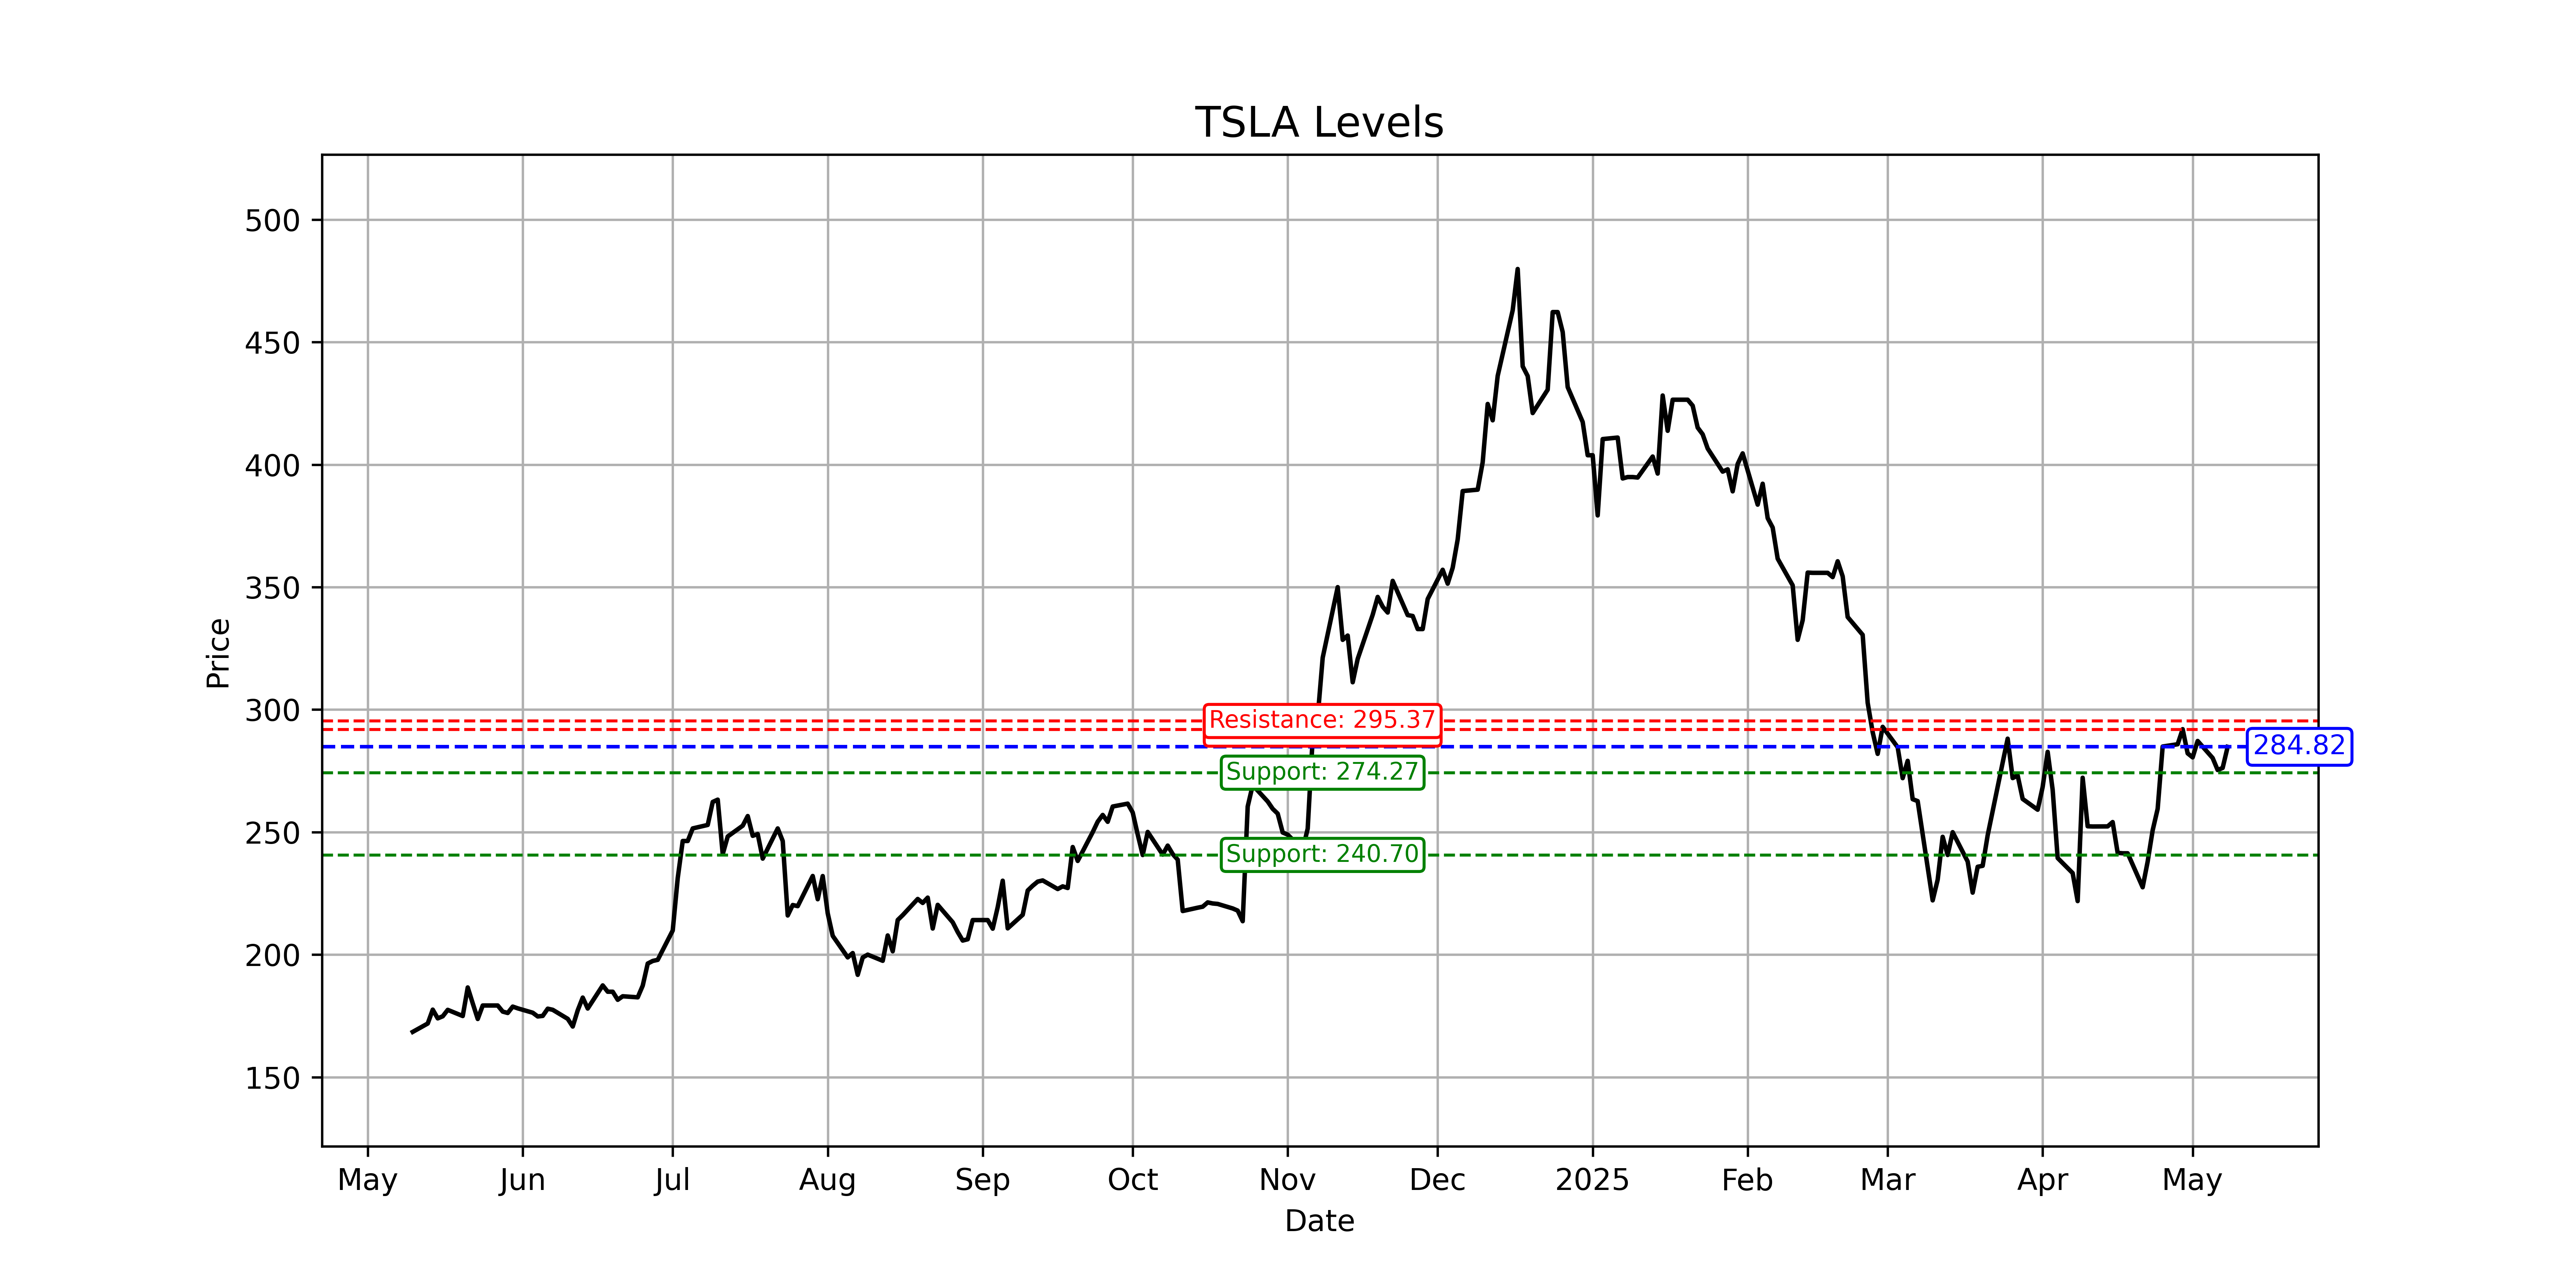 TSLA Levels
Price
500
450
400
350
300
250
200
150
Resistance: 295.37
284.82
Support: 274.27
Support: 240.70
May Jun Jul Aug Sep Oct Nov Dec 2025 Feb Mar Apr May
Date